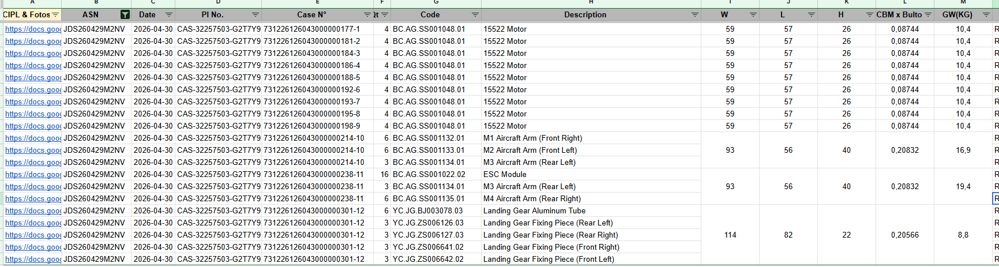 A B C D E F G H I J K L M
CIPL & Fotos ASN Date PI No. Case N° Code Description W L H CBM x Bulto GW(KG)
https://docs.goo JDS260429M2NV 2026-04-30 CAS-32257503-G2T7Y9 731226126043000000177-1 4 BC.AG.SS001048.01 15522 Motor 59 57 26 0,08744 10,4 R
https://docs.goo JDS260429M2NV 2026-04-30 CAS-32257503-G2T7Y9 731226126043000000181-2 4 BC.AG.SS001048.01 15522 Motor 59 57 26 0,08744 10,4 R
https://docs.goo JDS260429M2NV 2026-04-30 CAS-32257503-G2T7Y9 731226126043000000184-3 4 BC.AG.SS001048.01 15522 Motor 59 57 26 0,08744 10,4 R
https://docs.goo JDS260429M2NV 2026-04-30 CAS-32257503-G2T7Y9 731226126043000000186-4 4 BC.AG.SS001048.01 15522 Motor 59 57 26 0,08744 10,4 R
https://docs.goo JDS260429M2NV 2026-04-30 CAS-32257503-G2T7Y9 731226126043000000188-5 4 BC.AG.SS001048.01 15522 Motor 59 57 26 0,08744 10,4 R
https://docs.goo JDS260429M2NV 2026-04-30 CAS-32257503-G2T7Y9 731226126043000000192-6 4 BC.AG.SS001048.01 15522 Motor 59 57 26 0,08744 10,4 R
https://docs.goo JDS260429M2NV 2026-04-30 CAS-32257503-G2T7Y9 731226126043000000193-7 4 BC.AG.SS001048.01 15522 Motor 59 57 26 0,08744 10,4 R
https://docs.goo JDS260429M2NV 2026-04-30 CAS-32257503-G2T7Y9 731226126043000000195-8 4 BC.AG.SS001048.01 15522 Motor 59 57 26 0,08744 10,4 R
https://docs.goo JDS260429M2NV 2026-04-30 CAS-32257503-G2T7Y9 731226126043000000198-9 4 BC.AG.SS001048.01 15522 Motor 59 57 26 0,08744 10,4 R
https://docs.goo JDS260429M2NV 2026-04-30 CAS-32257503-G2T7Y9 731226126043000000214-10 6 BC.AG.SS001132.01 M1 Aircraft Arm (Front Right) R
https://docs.goo JDS260429M2NV 2026-04-30 CAS-32257503-G2T7Y9 731226126043000000214-10 6 BC.AG.SS001133.01 M2 Aircraft Arm (Front Left) 93 56 40 0,20832 16,9 R
https://docs.goo JDS260429M2NV 2026-04-30 CAS-32257503-G2T7Y9 731226126043000000214-10 3 BC.AG.SS001134.01 M3 Aircraft Arm (Rear Left) R
https://docs.goo JDS260429M2NV 2026-04-30 CAS-32257503-G2T7Y9 731226126043000000238-11 16 BC.AG.SS001022.02 ESC Module R
https://docs.goo JDS260429M2NV 2026-04-30 CAS-32257503-G2T7Y9 731226126043000000238-11 3 BC.AG.SS001134.01 M3 Aircraft Arm (Rear Left) 93 56 40 0,20832 19,4 R
https://docs.goo JDS260429M2NV 2026-04-30 CAS-32257503-G2T7Y9 731226126043000000238-11 6 BC.AG.SS001135.01 M4 Aircraft Arm (Rear Right) R
https://docs.goo JDS260429M2NV 2026-04-30 CAS-32257503-G2T7Y9 731226126043000000301-12 6 YC.JG.BJ003078.03 Landing Gear Aluminum Tube R
https://docs.goo JDS260429M2NV 2026-04-30 CAS-32257503-G2T7Y9 731226126043000000301-12 3 YC.JG.ZS006126.03 Landing Gear Fixing Piece (Rear Left) R
https://docs.goo JDS260429M2NV 2026-04-30 CAS-32257503-G2T7Y9 731226126043000000301-12 3 YC.JG.ZS006127.03 Landing Gear Fixing Piece (Rear Right) 114 82 22 0,20566 8,8 R
https://docs.goo JDS260429M2NV 2026-04-30 CAS-32257503-G2T7Y9 731226126043000000301-12 3 YC.JG.ZS006641.02 Landing Gear Fixing Piece (Front Right) R
https://docs.goo JDS260429M2NV 2026-04-30 CAS-32257503-G2T7Y9 731226126043000000301-12 3 YC.JG.ZS006642.02 Landing Gear Fixing Piece (Front Left) R